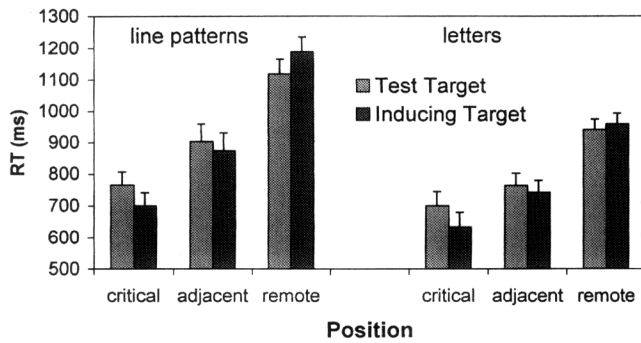 1300
1200
1100
1000
900
800
700
600
500
RT (ms)
line patterns
letters
Test Target
Inducing Target
critical adjacent remote critical adjacent remote
Position